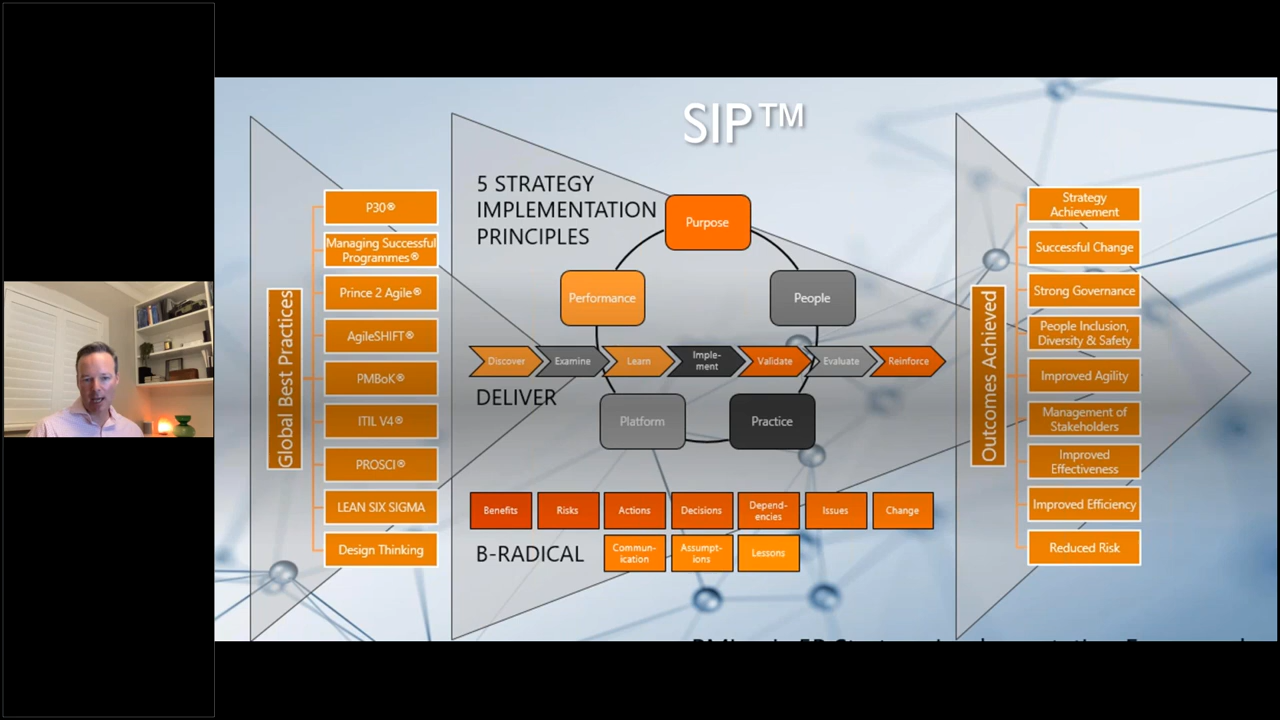 SIP™
Global Best Practices
P30®
Managing Successful
Programmes®
Prince 2 Agile®
AgileSHIFT®
PMBoK®
ITIL V4®
PROSCI®
LEAN SIX SIGMA
Design Thinking
5 STRATEGY
IMPLEMENTATION
PRINCIPLES
Purpose
Performance
People
Discover
Examine
Learn
Imple-
ment
Validate
Evaluate
Reinforce
DELIVER
Platform
Practice
Benefits
Risks
Actions
Decisions
Depend-
encies
Issues
Change
B-RADICAL
Commun-
ication
Assumpt-
ions
Lessons
Outcomes Achieved
Strategy
Achievement
Successful Change
Strong Governance
People Inclusion,
Diversity & Safety
Improved Agility
Management of
Stakeholders
Improved
Effectiveness
Improved Efficiency
Reduced Risk